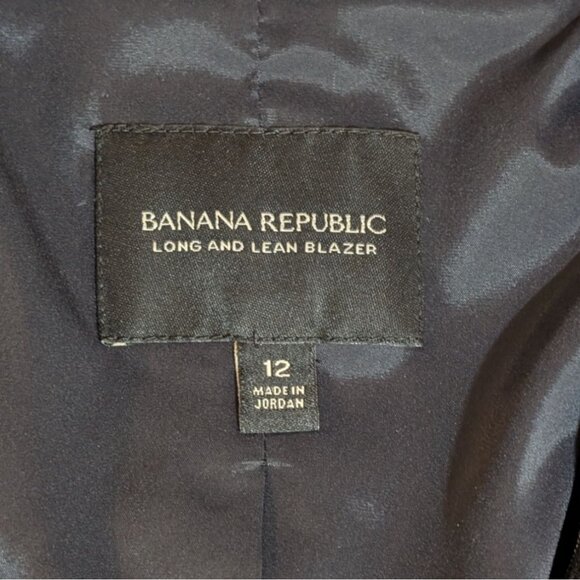 BANANA REPUBLIC
LONG AND LEAN BLAZER
12
MADE IN
JORDAN